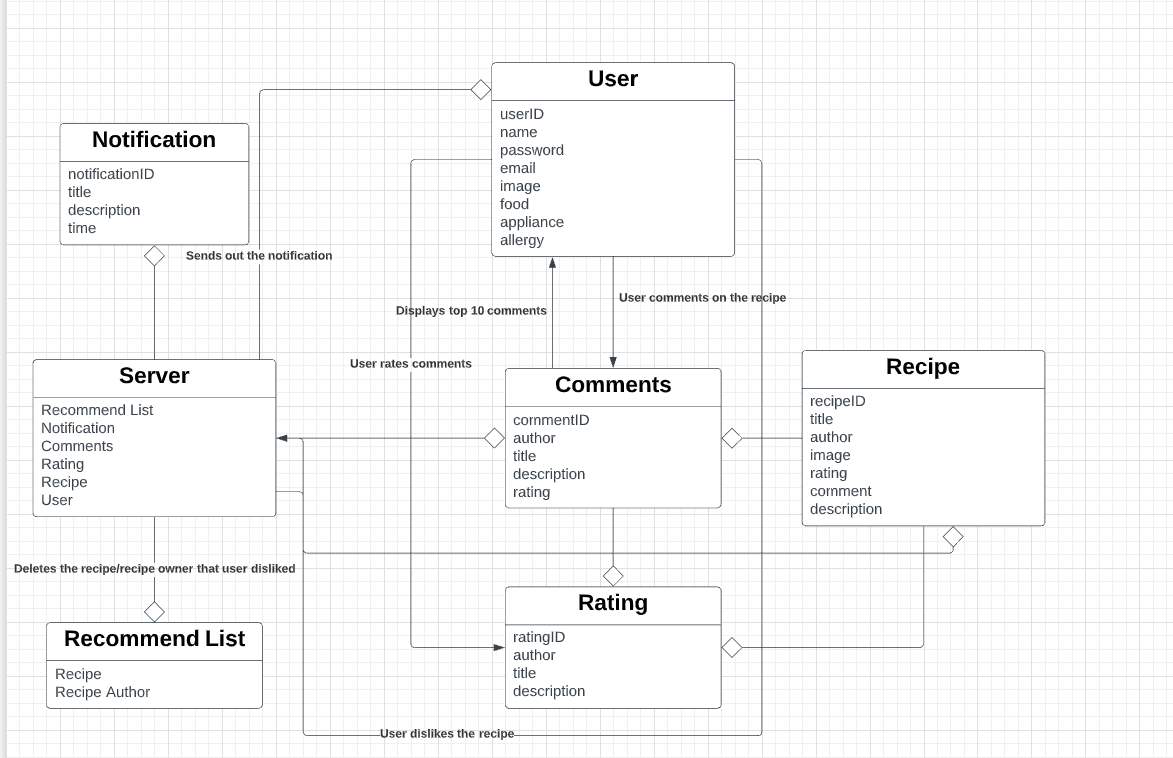 User
userID
name
password
email
image
food
appliance
allergy
Notification
notificationID
title
description
time
Sends out the notification
User comments on the recipe
Displays top 10 comments
User rates comments
Server
Recommend List
Notification
Comments
Rating
Recipe
User
Comments
commentID
author
title
description
rating
Recipe
recipeID
title
author
image
rating
comment
description
Deletes the recipe/recipe owner that user disliked
Recommend List
Recipe
Recipe Author
Rating
ratingID
author
title
description
User dislikes the recipe